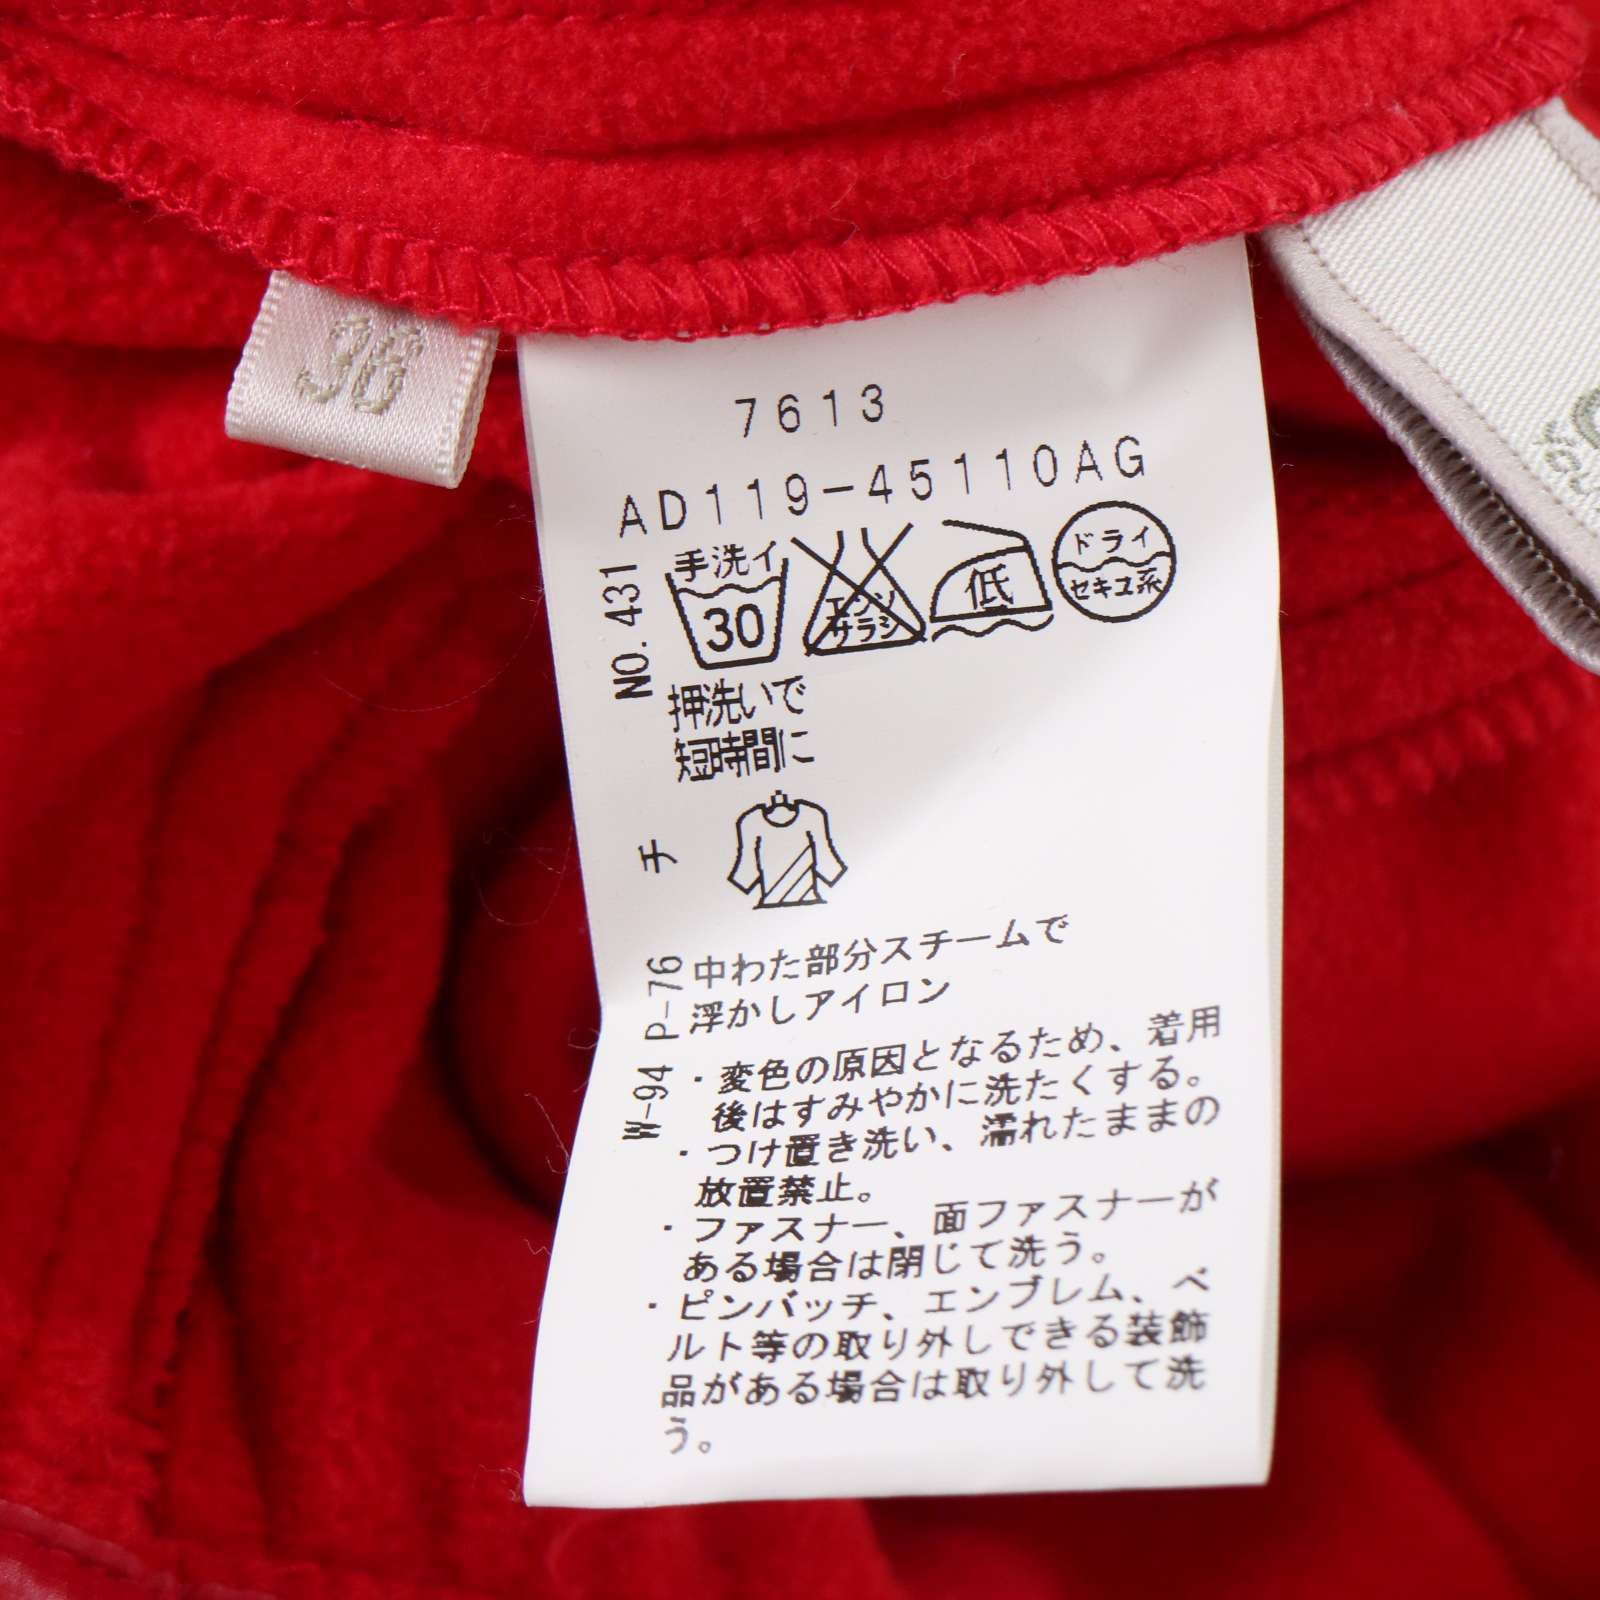 36
7613
AD119-45110AG
手洗イ
30
エンソ
サラシ
低
ドライ
セキユ系
NO. 431
押洗いで
短時間に
チ
P-76
W-94
中わた部分スチームで
浮かしアイロン
・変色の原因となるため、着用
後はすみやかに洗たくする。
・つけ置き洗い、濡れたままの
放置禁止。
・ファスナー、面ファスナーが
ある場合は閉じて洗う。
・ピンバッチ、エンブレム、ベ
ルト等の取り外しできる装飾
品がある場合は取り外して洗
う。